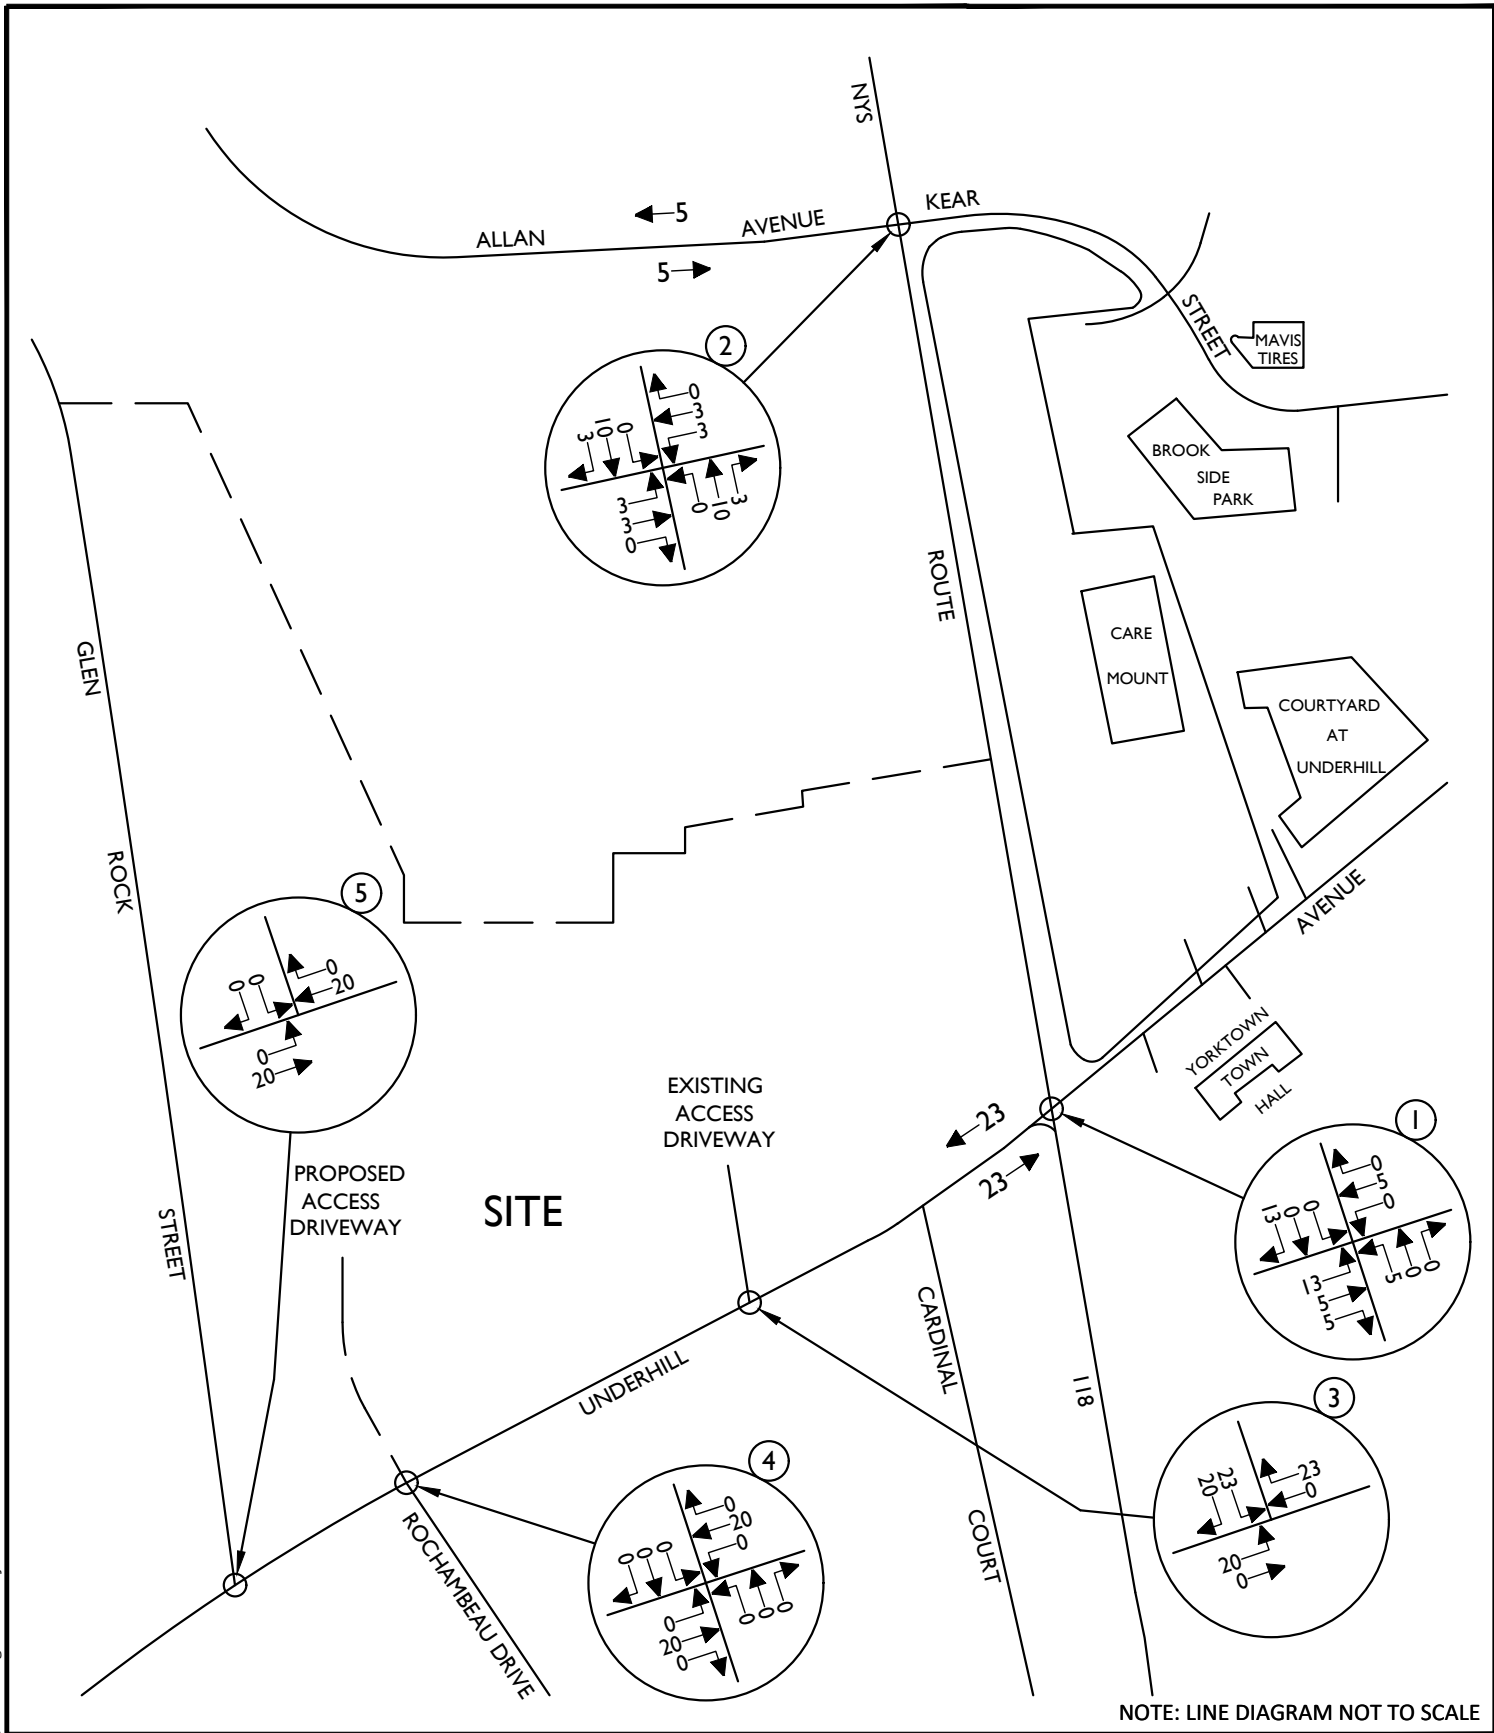 NYS
KEAR
5
AVENUE
ALLAN
5
STREET
MAVIS
TIRES
2
0
3
3
3
10
0
3
3
0
0
10
3
BROOK
SIDE
PARK
ROUTE
CARE
MOUNT
GLEN
COURTYARD
AT
UNDERHILL
ROCK
AVENUE
5
0
20
0
0
0
20
YORKTOWN
TOWN
HALL
EXISTING
ACCESS
DRIVEWAY
23
23
1
0
5
0
13
0
0
13
5
5
5
0
0
PROPOSED
ACCESS
DRIVEWAY
SITE
STREET
CARDINAL
UNDERHILL
118
3
23
0
20
23
20
0
4
0
20
0
0
0
0
0
20
0
0
0
0
COURT
ROCHAMBEAU DRIVE
NOTE: LINE DIAGRAM NOT TO SCALE